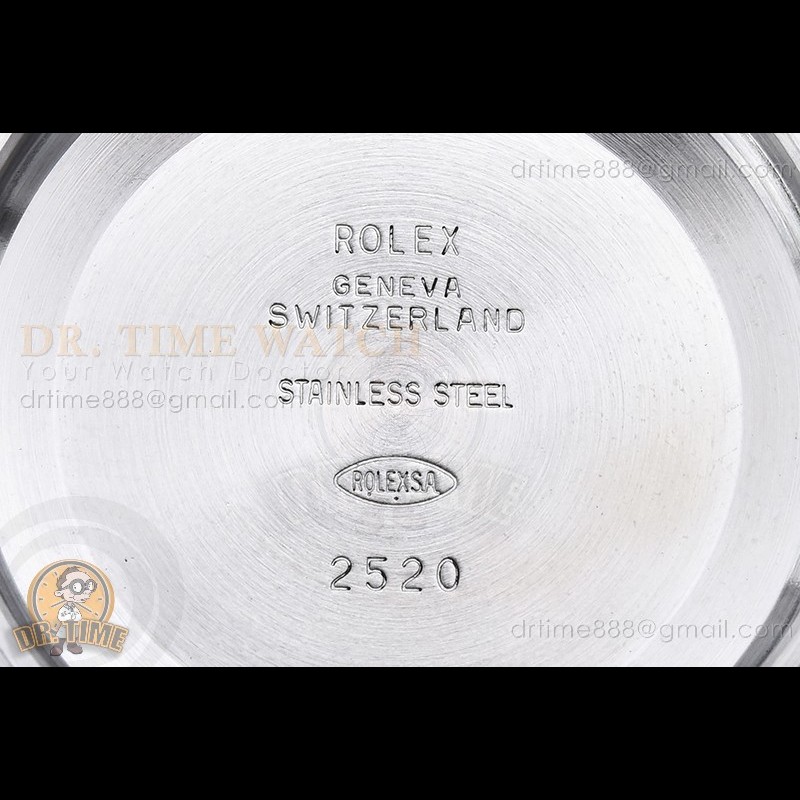 drtime888@gmail.com
ROLEX
GENEVA
SWITZERLAND
DR. TIME WATCH
Your Watch Doctor
STAINLESS STEEL
drtime888@gmail.com
ROLEX S.A.
2520
DR. TIME
drtime888@gmail.com